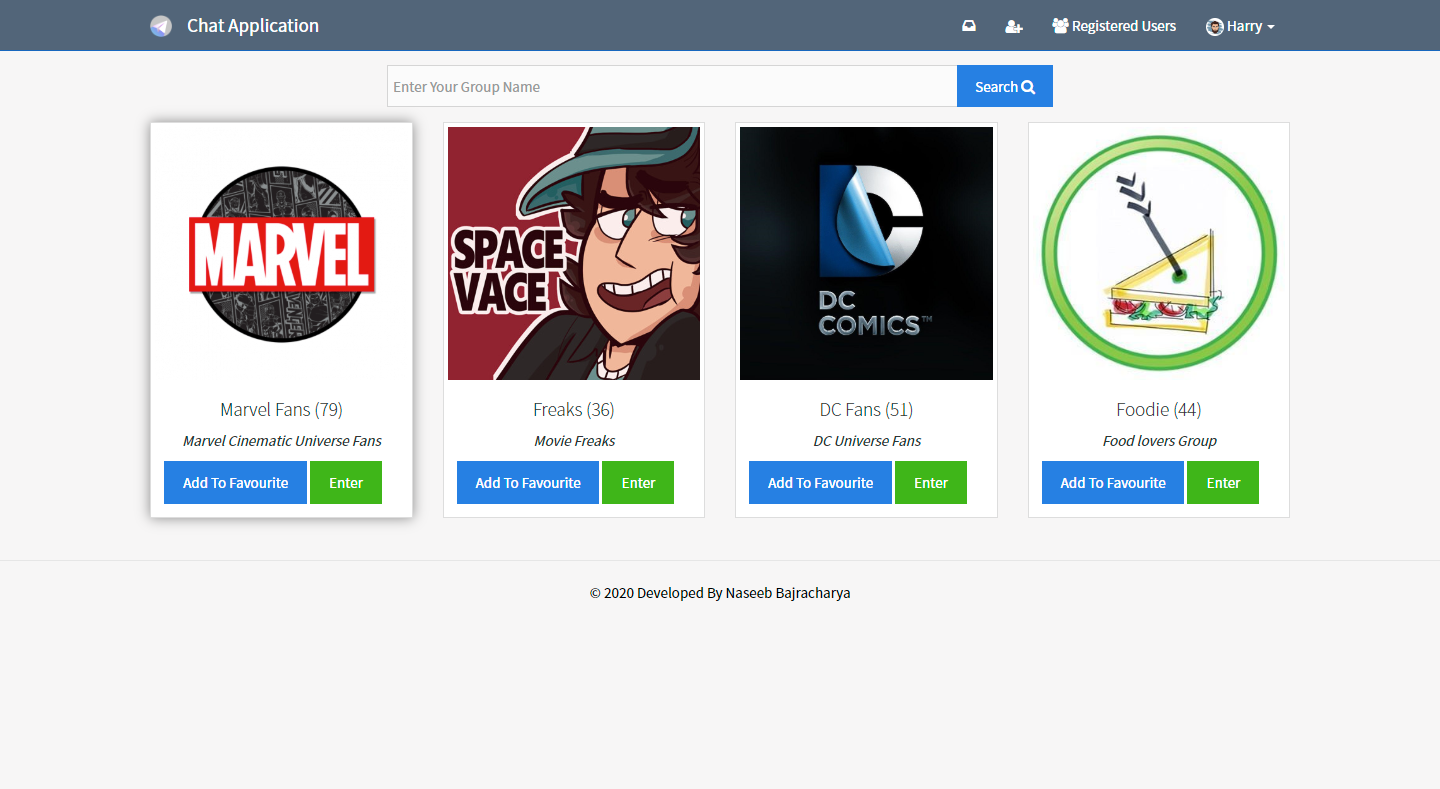 Chat Application
Registered Users
Harry
Enter Your Group Name
Search
MARVEL
SPACE
VACE
DC
COMICS™
Marvel Fans (79)
Freaks (36)
DC Fans (51)
Foodie (44)
Marvel Cinematic Universe Fans
Movie Freaks
DC Universe Fans
Food lovers Group
Add To Favourite Enter
Add To Favourite Enter
Add To Favourite Enter
Add To Favourite Enter
© 2020 Developed By Naseeb Bajracharya